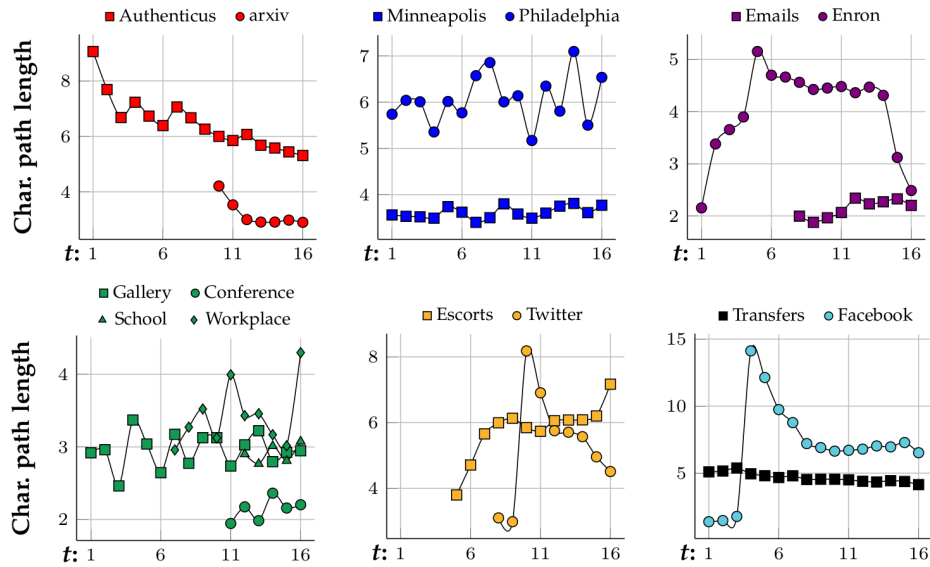 Authenticus arxiv
Minneapolis Philadelphia
Emails Enron
Char. path length
8
6
4
t: 1 6 11 16
7
6
5
4
t: 1 6 11 16
5
4
3
2
t: 1 6 11 16
Gallery Conference
School Workplace
Escorts Twitter
Transfers Facebook
Char. path length
4
3
2
t: 1 6 11 16
8
6
4
t: 1 6 11 16
15
10
5
t: 1 6 11 16